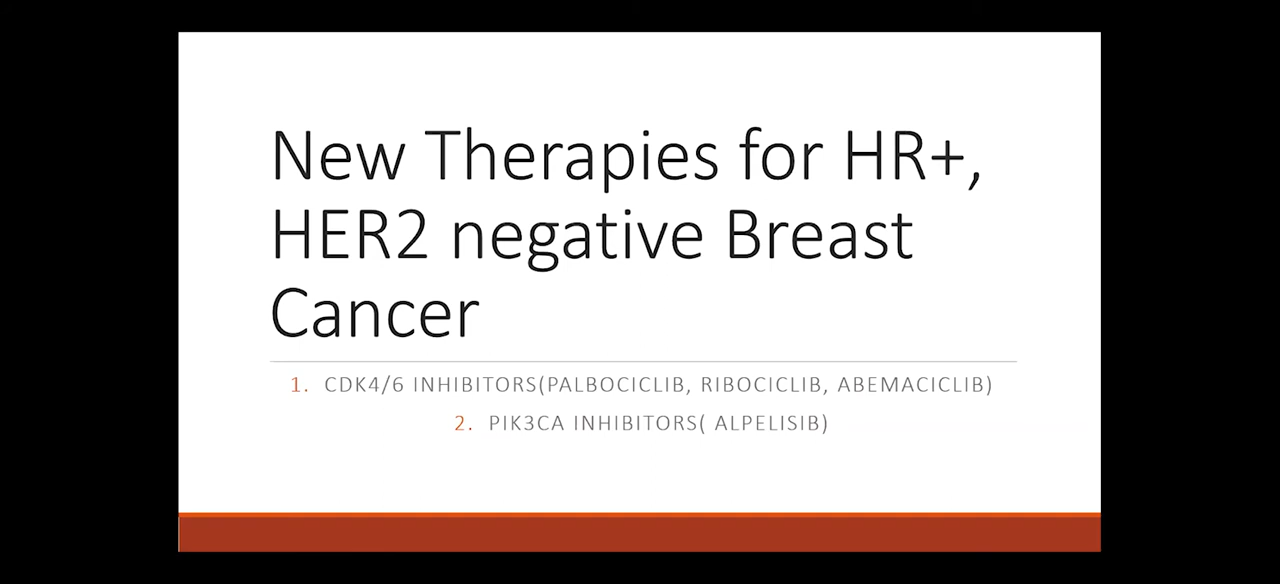 New Therapies for HR+,
HER2 negative Breast
Cancer
1. CDK4/6 INHIBITORS(PALBOCICLIB, RIBOCICLIB, ABEMACICLIB)
2. PIK3CA INHIBITORS( ALPELISIB)